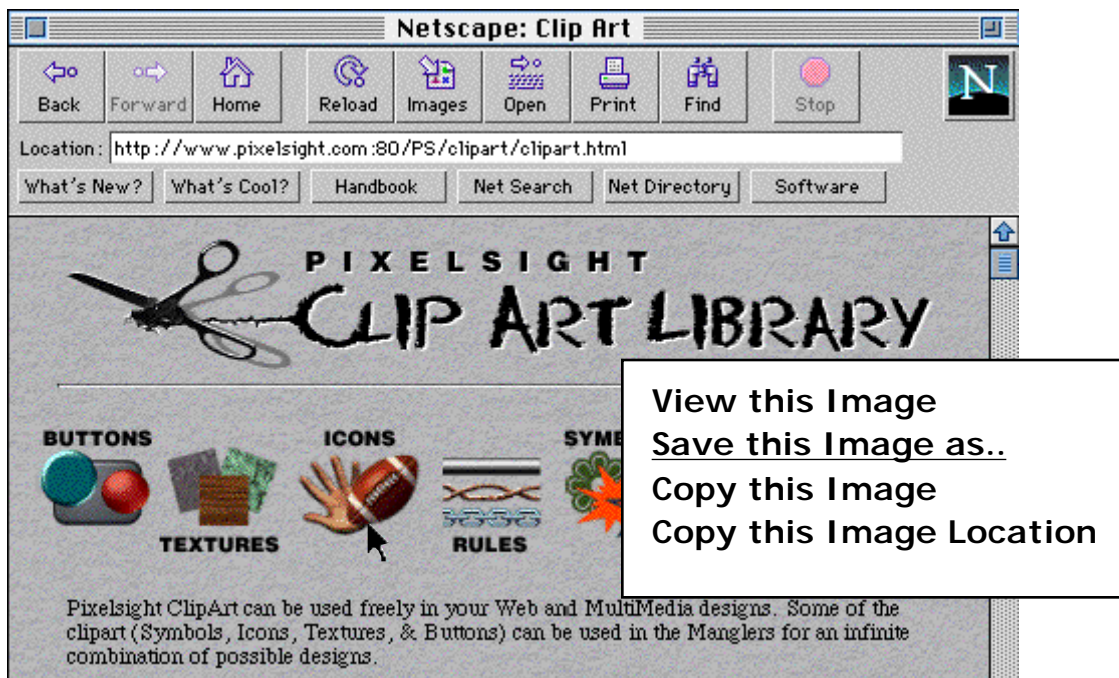 Netscape: Clip Art
Back Forward Home Reload Images Open Print Find Stop
N
Location: http://www.pixelsight.com:80/PS/clipart/clipart.html
What's New? What's Cool? Handbook Net Search Net Directory Software
PIXELSIGHT
CLIP ART LIBRARY
View this Image
Save this Image as..
Copy this Image
Copy this Image Location
BUTTONS ICONS SYMB
TEXTURES RULES
Pixelsight ClipArt can be used freely in your Web and MultiMedia designs. Some of the
clipart (Symbols, Icons, Textures, & Buttons) can be used in the Manglers for an infinite
combination of possible designs.